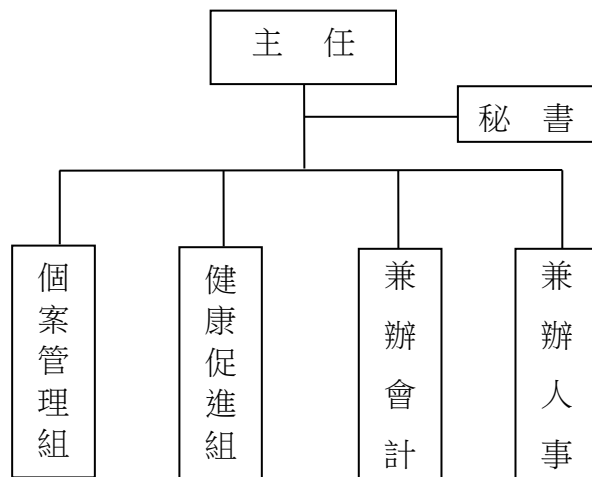 主 任
秘 書
個案管理組
健康促進組
兼辦會計
兼辦人事